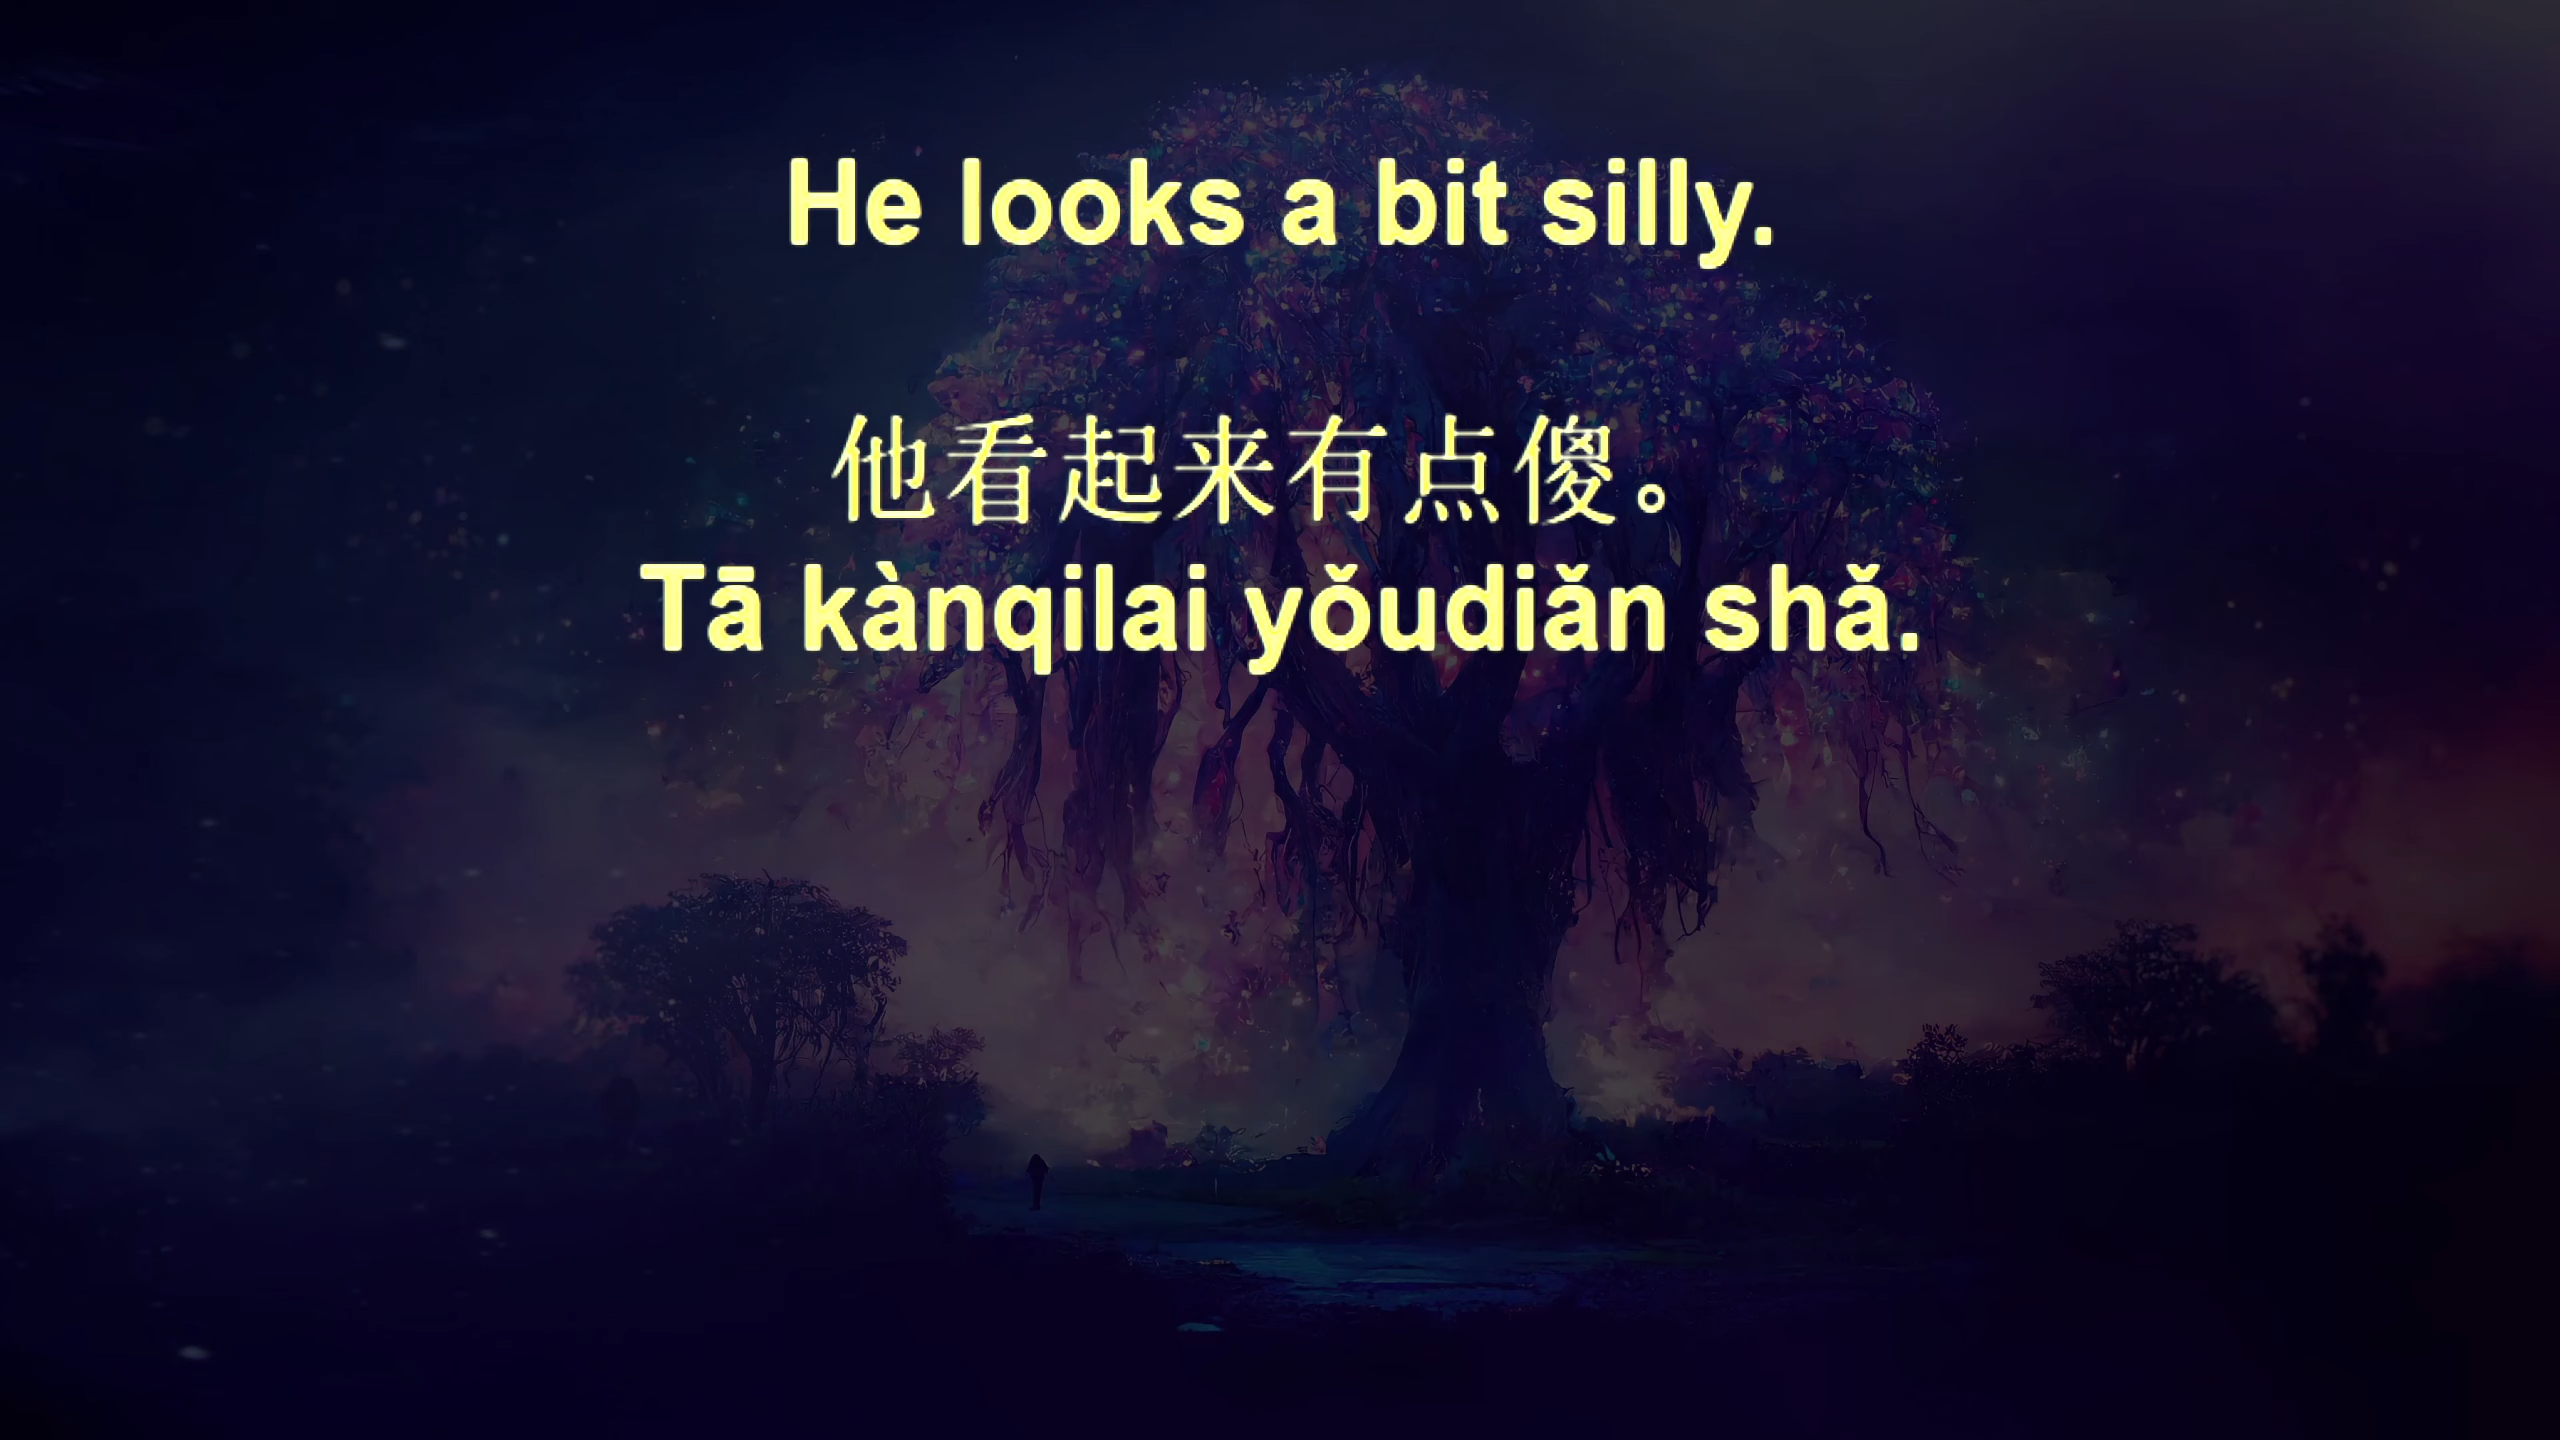 He looks a bit silly.
他看起来有点傻。
Tā kànqilai yǒudiǎn shǎ.